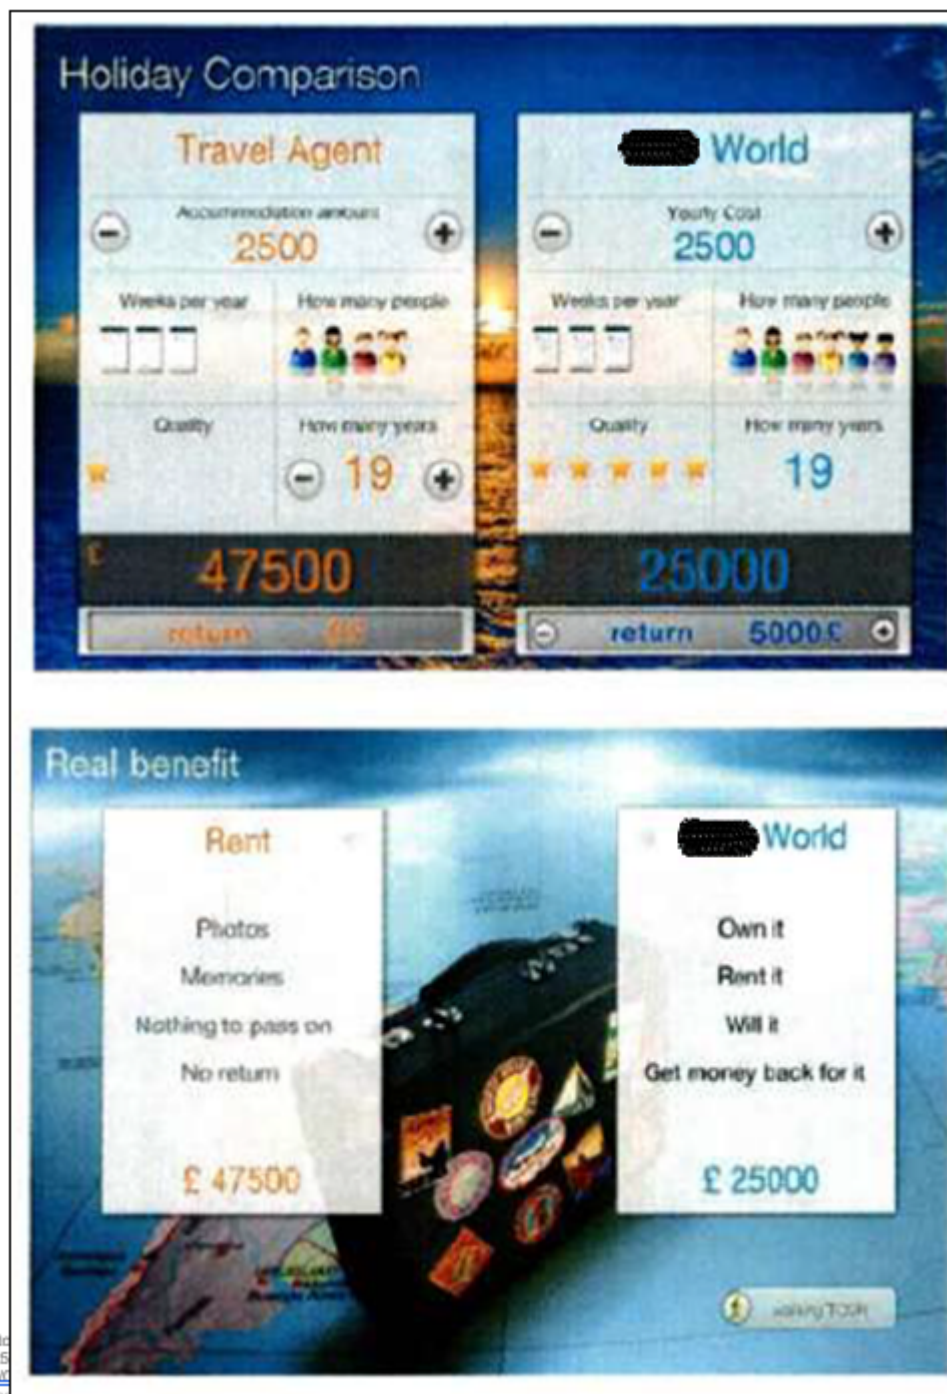 Holiday Comparison
Travel Agent
Accommodation amount
2500
Weeks per year
How many people
Quality
How many years
19
£
47500
return
World
Yearly Cost
2500
Weeks per year
How many people
Quality
How many years
19
£
25000
return 5000£
Real benefit
Rent
Photos
Memories
Nothing to pass on
No return
£ 47500
World
Own it
Rent it
Will it
Get money back for it
£ 25000
walking TOUR